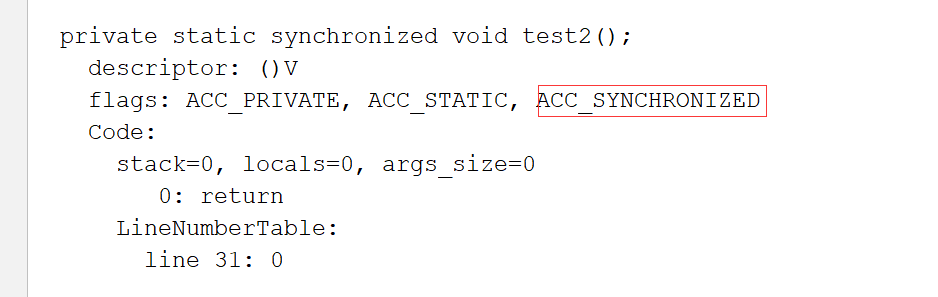 private static synchronized void test2();
descriptor: ()V
flags: ACC_PRIVATE, ACC_STATIC, ACC_SYNCHRONIZED
Code:
stack=0, locals=0, args_size=0
0: return
LineNumberTable:
line 31: 0